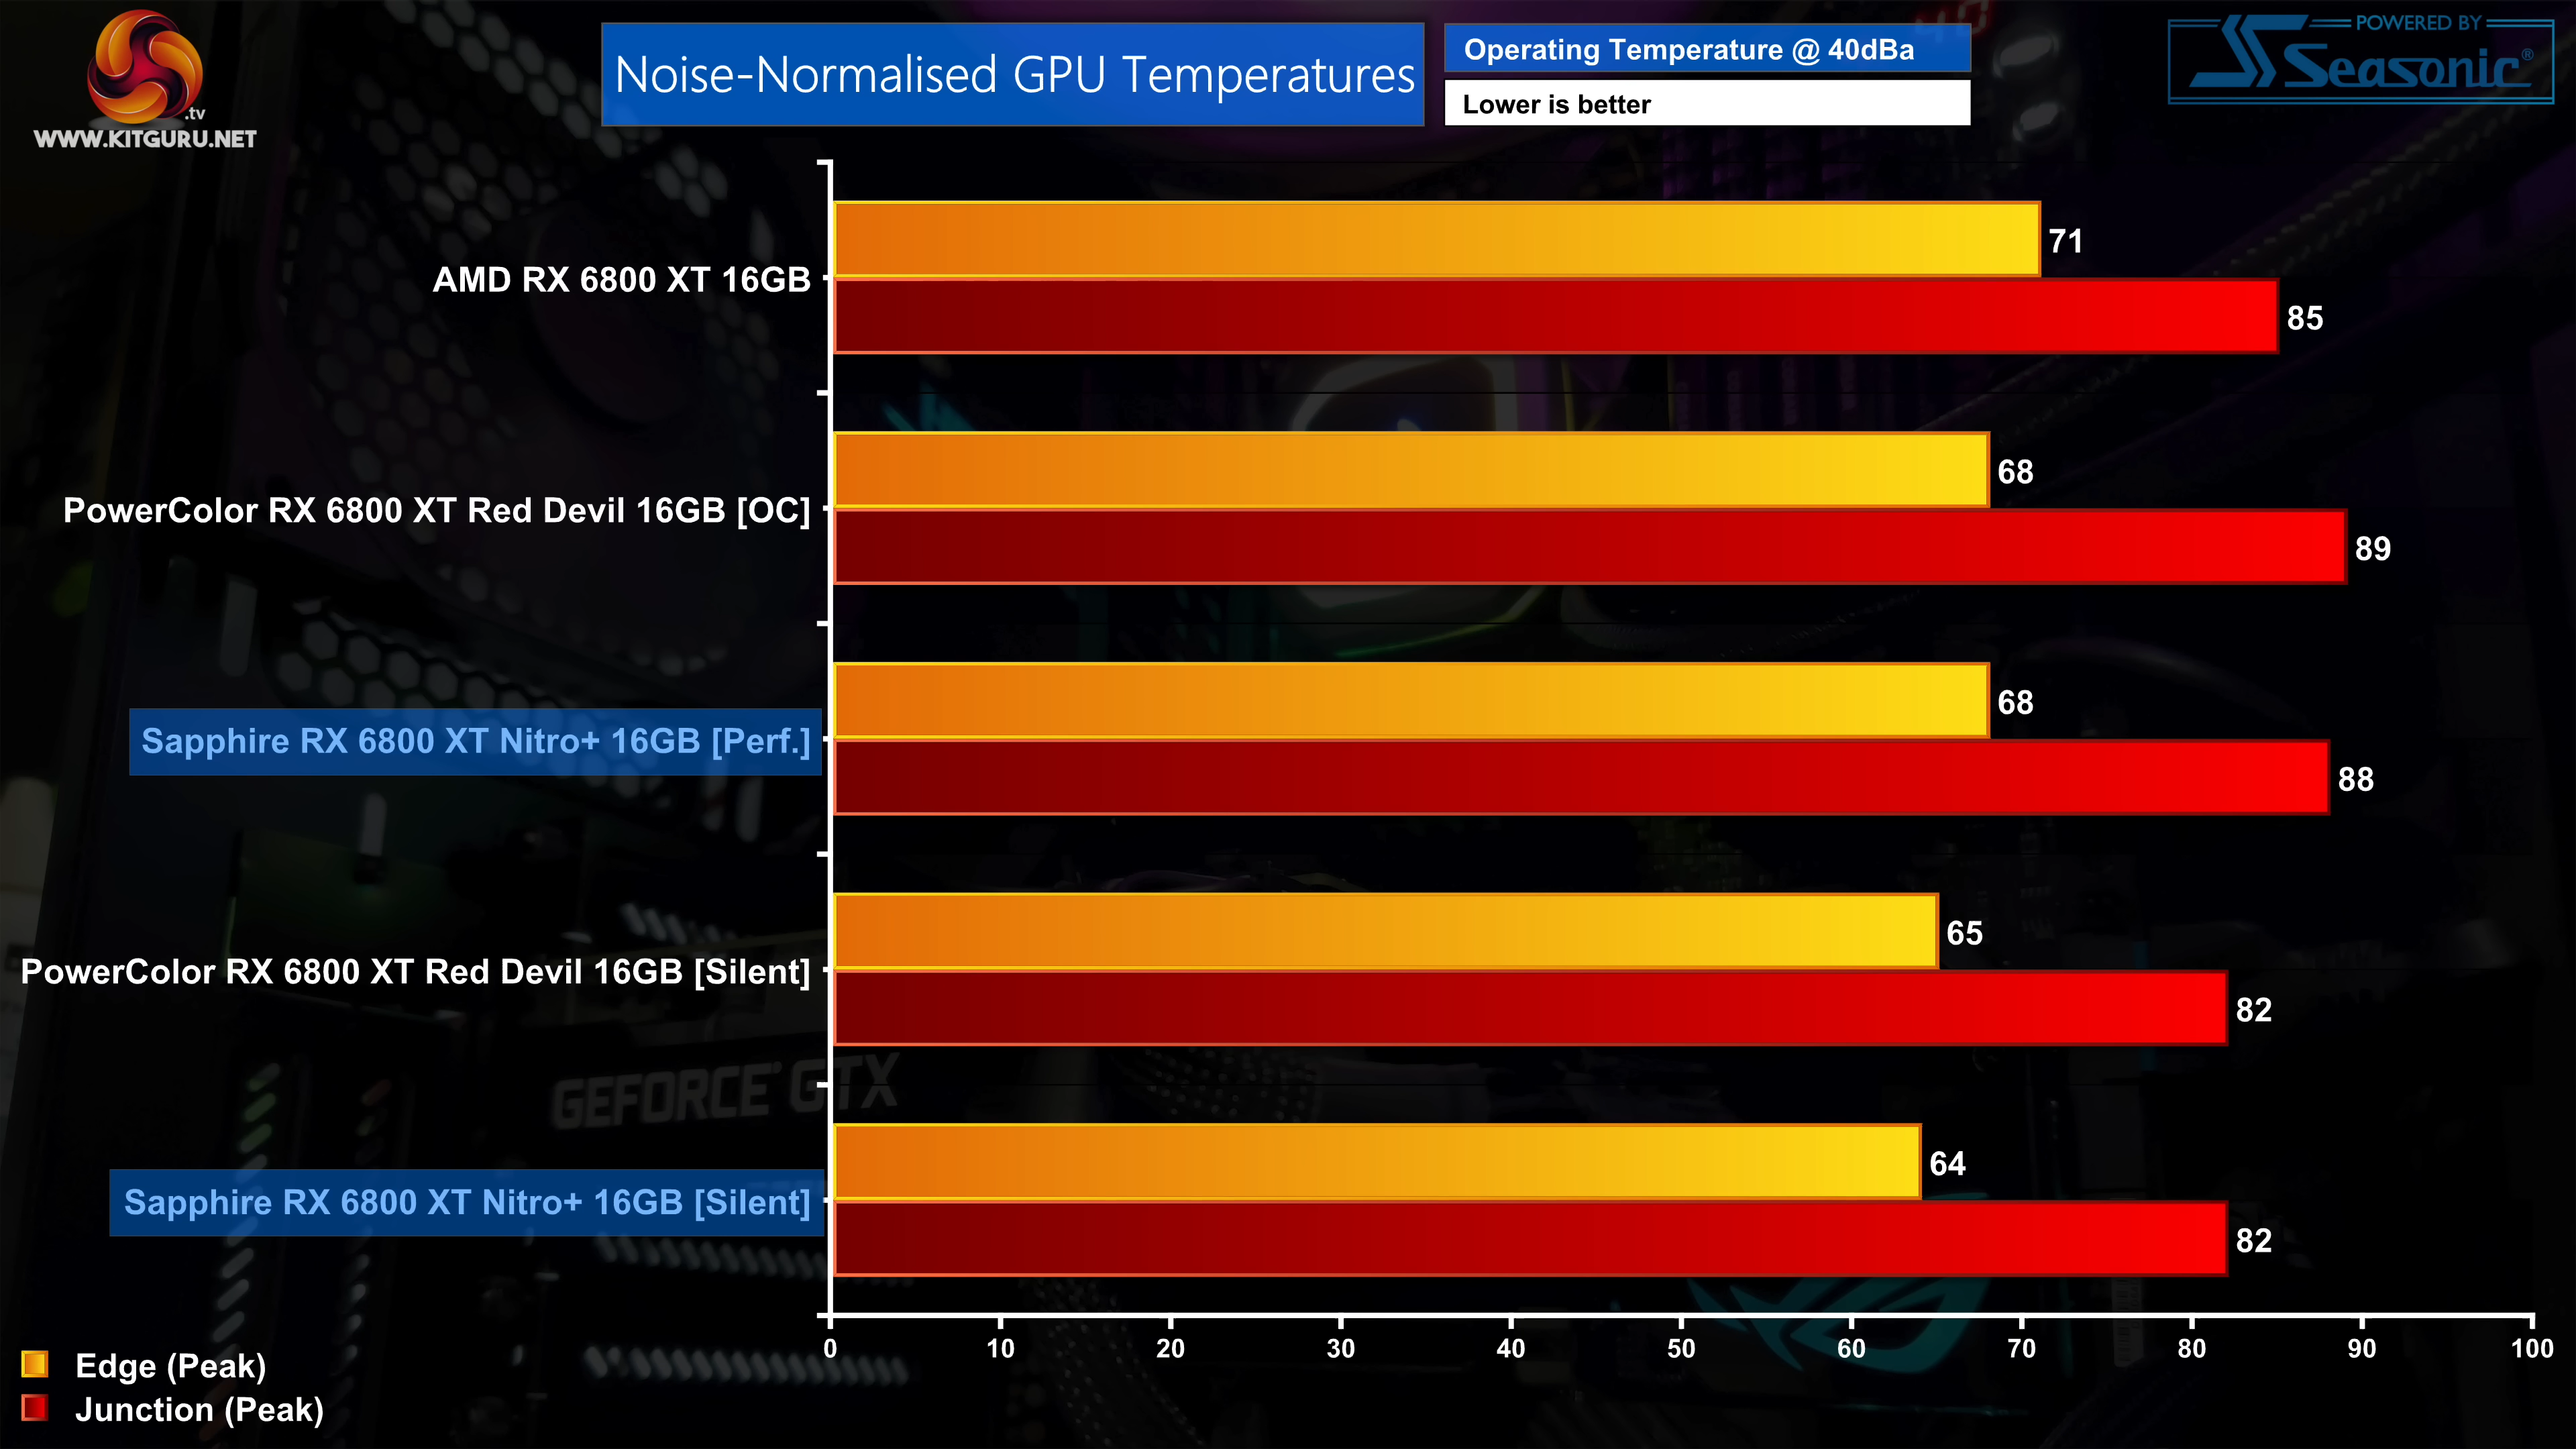 .tv
WWW.KITGURU.NET
Noise-Normalised GPU Temperatures
Operating Temperature @ 40dBa
Lower is better
POWERED BY
Seasonic®
AMD RX 6800 XT 16GB
71
85
PowerColor RX 6800 XT Red Devil 16GB [OC]
68
89
Sapphire RX 6800 XT Nitro+ 16GB [Perf.]
68
88
PowerColor RX 6800 XT Red Devil 16GB [Silent]
65
82
GEFORCE GTX
Sapphire RX 6800 XT Nitro+ 16GB [Silent]
64
82
0 10 20 30 40 50 60 70 80 90 100
Edge (Peak)
Junction (Peak)